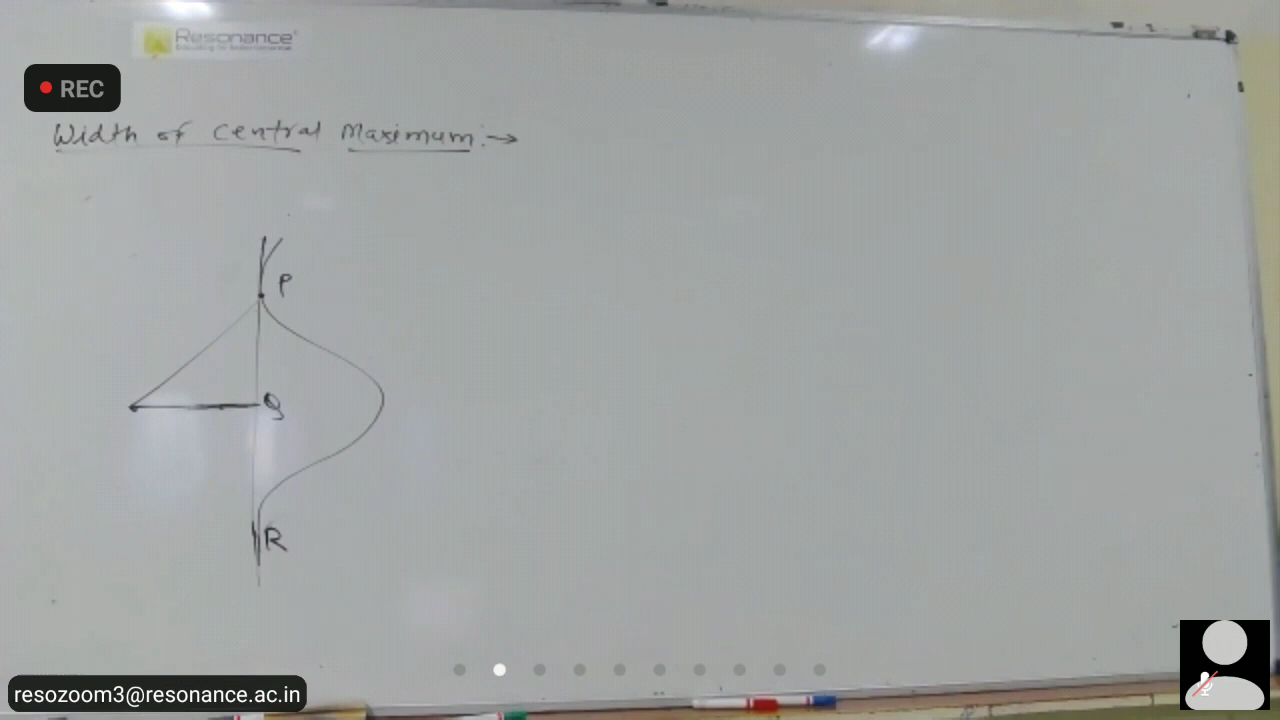 Resonance®
REC
Width of Central Maximum:→
P
Q
R
resozoom3@resonance.ac.in